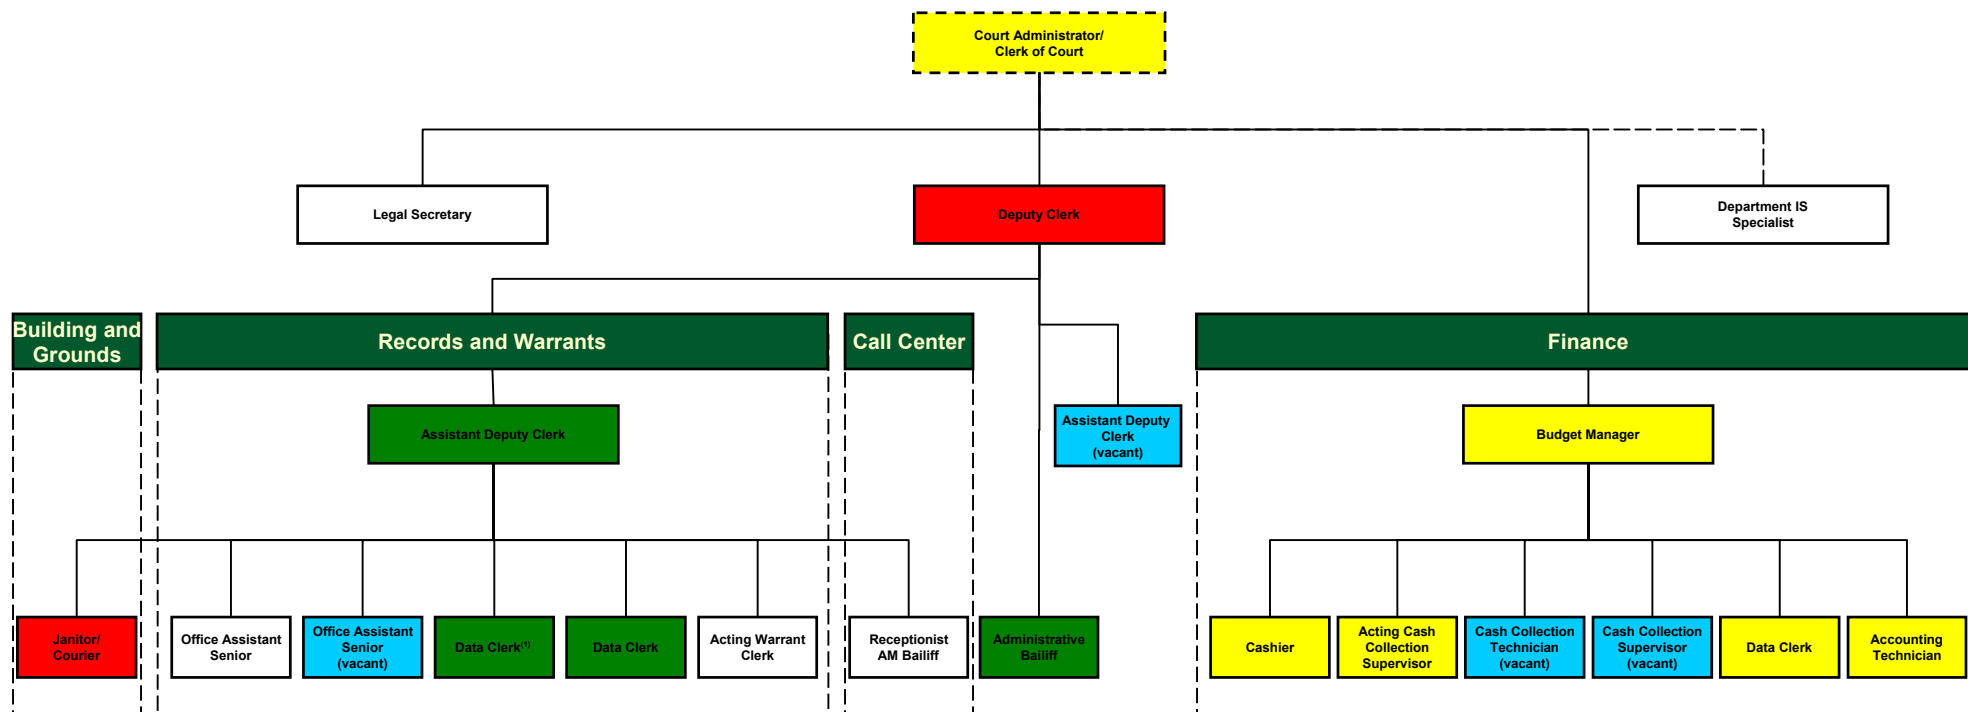 Court Administrator/
Clerk of Court
Legal Secretary
Deputy Clerk
Department IS
Specialist
Building and
Grounds
Records and Warrants
Call Center
Finance
Assistant Deputy Clerk
Assistant Deputy
Clerk
(vacant)
Budget Manager
Janitor/
Courier
Office Assistant
Senior
Office Assistant
Senior
(vacant)
Data Clerk(1)
Data Clerk
Acting Warrant
Clerk
Receptionist
AM Bailiff
Administrative
Bailiff
Cashier
Acting Cash
Collection
Supervisor
Cash Collection
Technician
(vacant)
Cash Collection
Supervisor
(vacant)
Data Clerk
Accounting
Technician